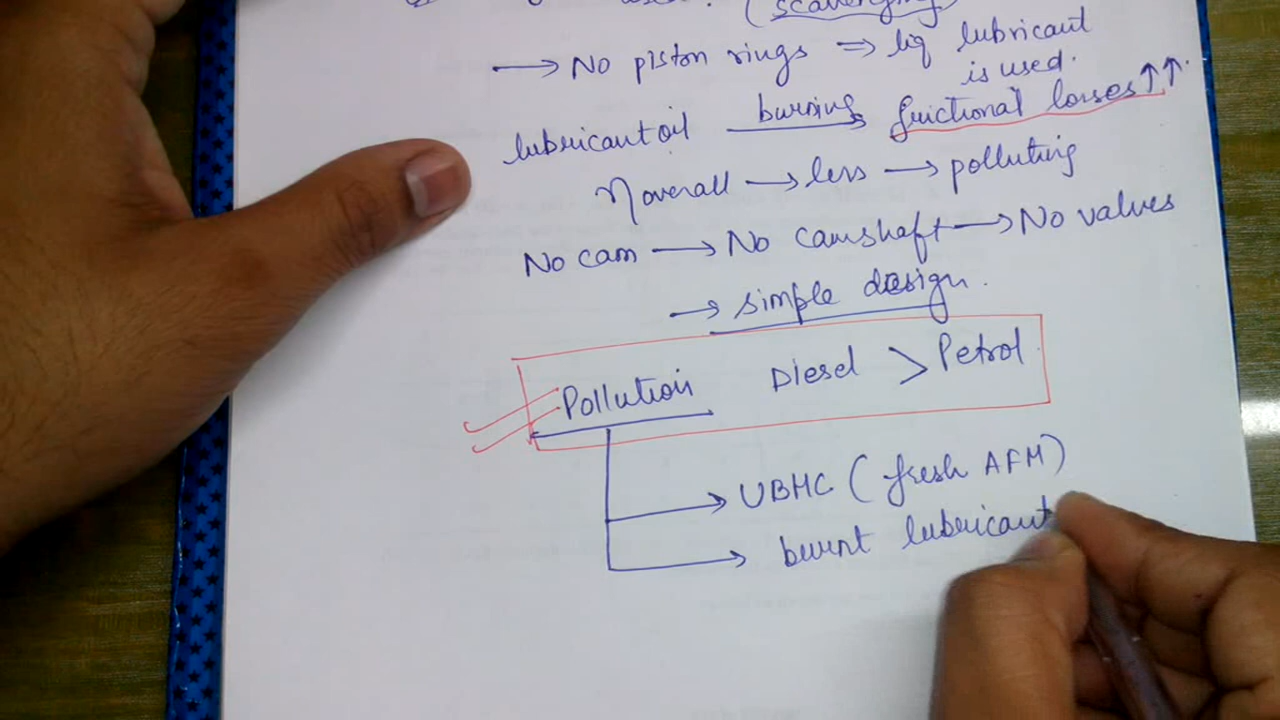 (scavenging)
→ No piston rings ⇒ liq lubricant
is used.
lubricant oil burning → frictional losses ↑↑.
η overall → less → polluting
No cam → No camshaft → No valves
→ simple design.
Pollution Diesel > Petrol
→ UBHC (fresh AFM)
→ burnt lubricant